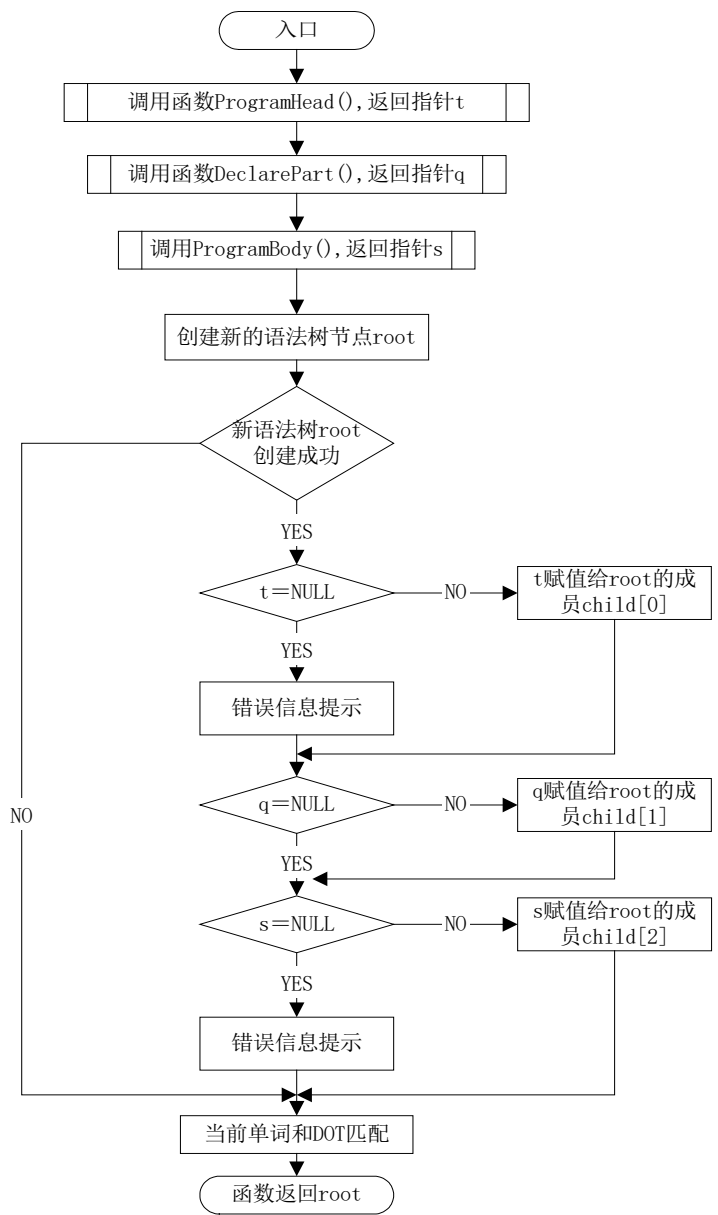 入口
调用函数ProgramHead(),返回指针t
调用函数DeclarePart(),返回指针q
调用ProgramBody(),返回指针s
创建新的语法树节点root
新语法树root
创建成功
YES
t＝NULL
NO
t赋值给root的成
员child[0]
YES
错误信息提示
q＝NULL
NO
q赋值给root的成
员child[1]
NO
YES
s＝NULL
NO
s赋值给root的成
员child[2]
YES
错误信息提示
当前单词和DOT匹配
函数返回root